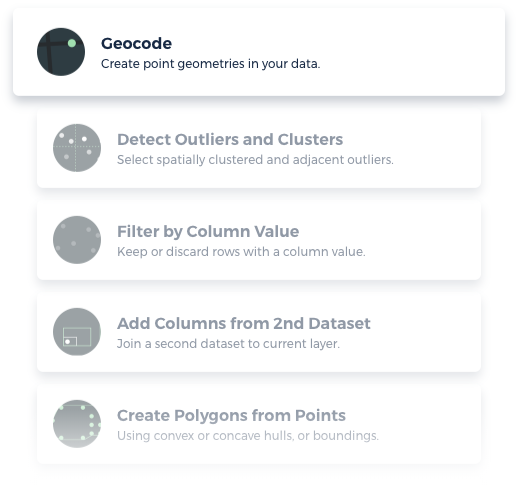 Geocode
Create point geometries in your data.
Detect Outliers and Clusters
Select spatially clustered and adjacent outliers.
Filter by Column Value
Keep or discard rows with a column value.
Add Columns from 2nd Dataset
Join a second dataset to current layer.
Create Polygons from Points
Using convex or concave hulls, or boundings.